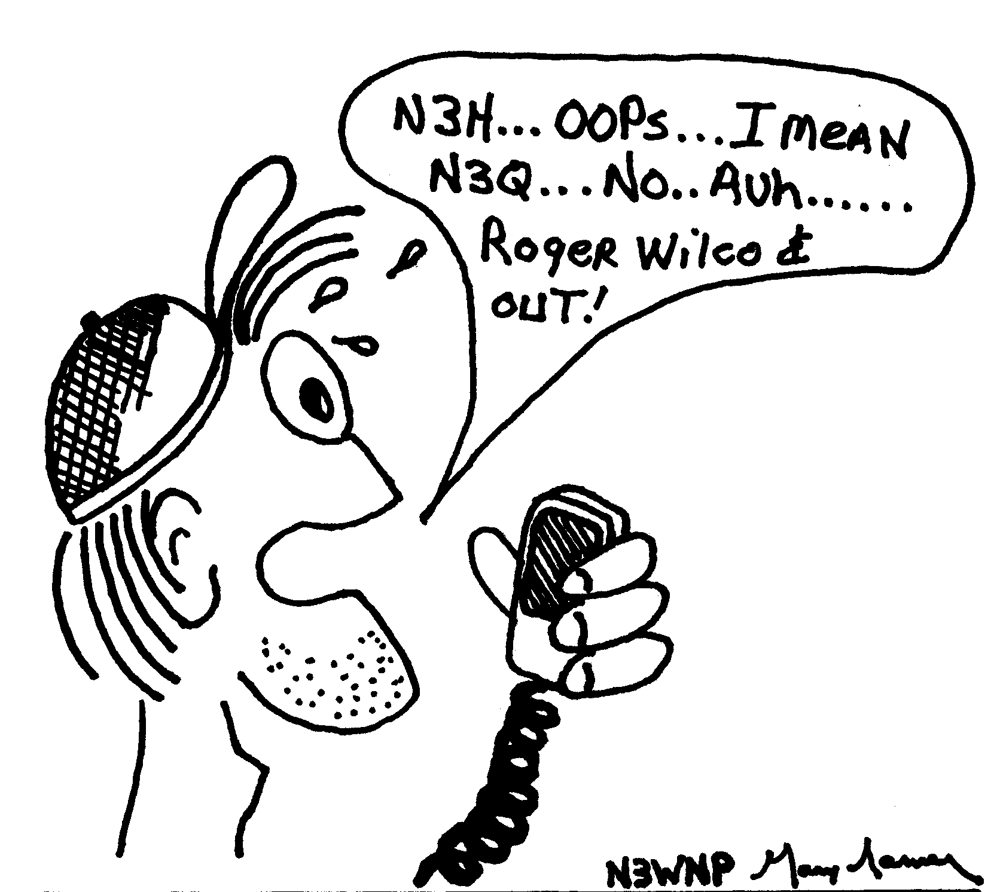 N3H... OOPs...I meAN
N3Q...No..Auh......
RogeR Wilco &
OUT!
N3WNP